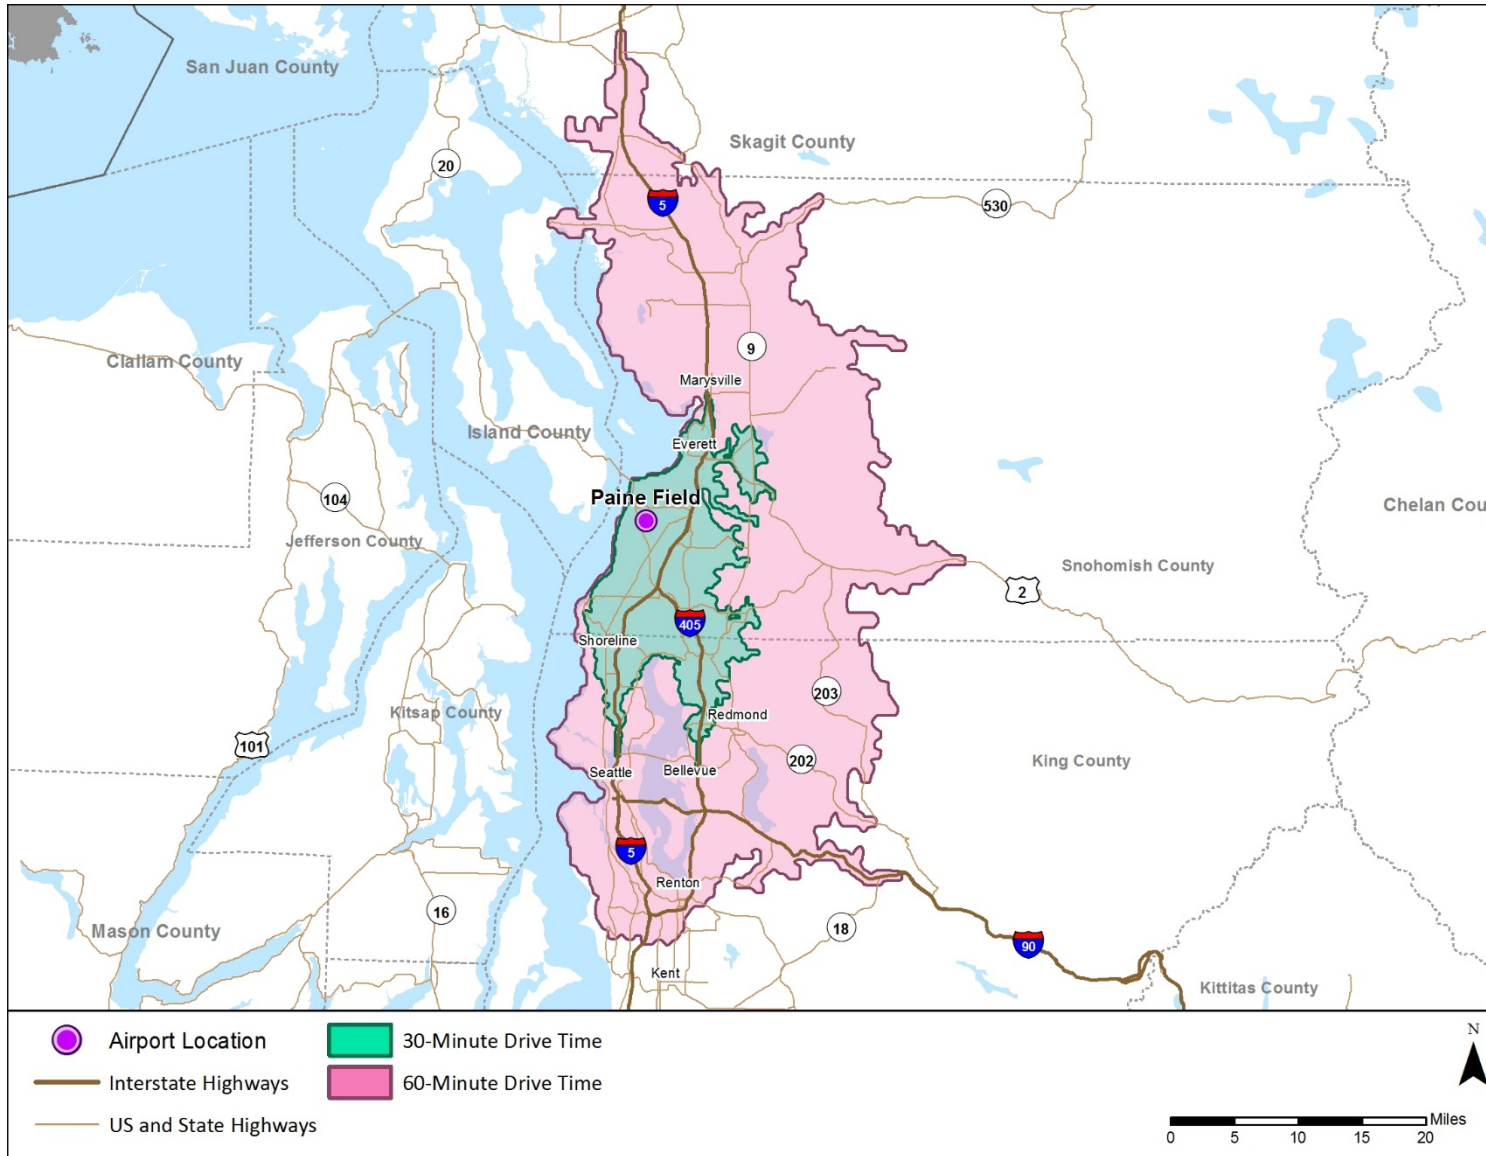 San Juan County
Skagit County
20
5
530
Clallam County
9
Marysville
Island County
Everett
Paine Field
104
Chelan Cou
Jefferson County
Snohomish County
2
405
Shoreline
203
Kitsap County
Redmond
101
202
King County
Seattle
Bellevue
5
Renton
16
18
Mason County
90
Kent
Kittitas County
Airport Location
30-Minute Drive Time
N
Interstate Highways
60-Minute Drive Time
US and State Highways
Miles
0 5 10 15 20